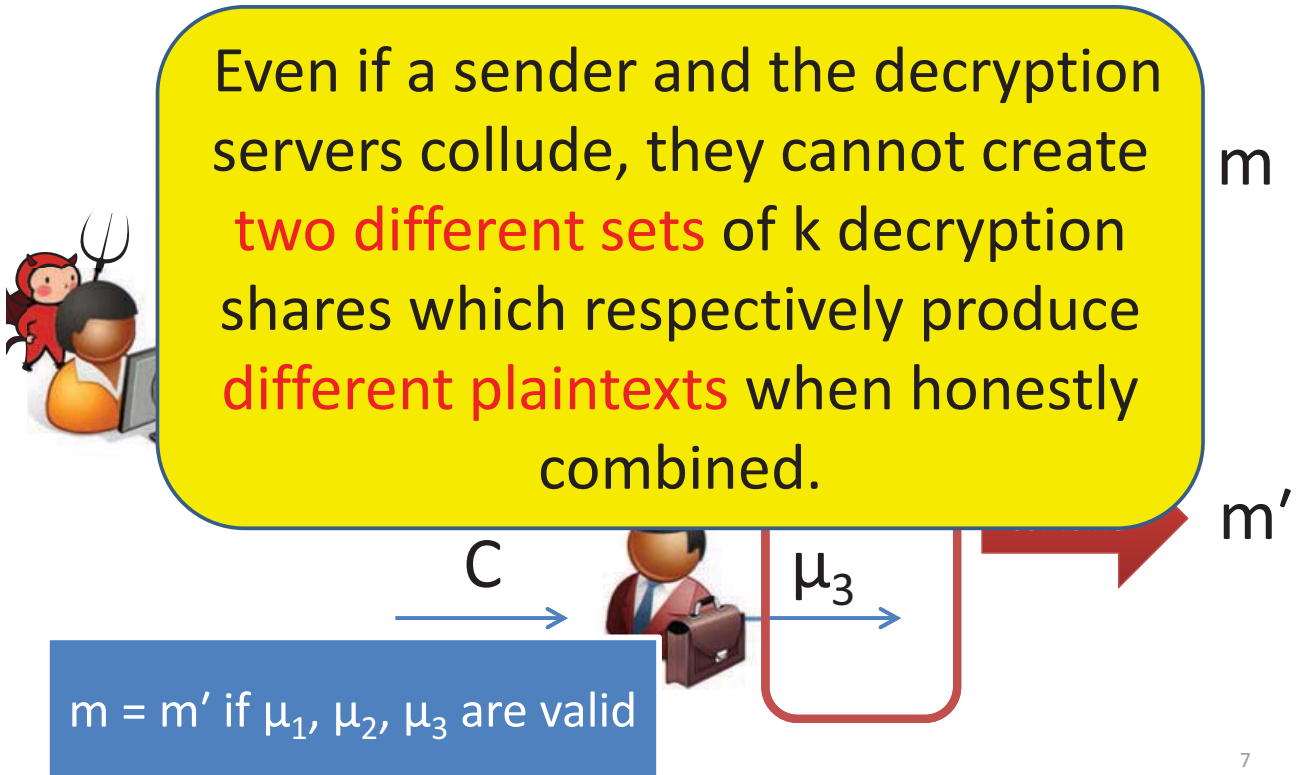 Even if a sender and the decryption
servers collude, they cannot create
two different sets of k decryption
shares which respectively produce
different plaintexts when honestly
combined.
m
m′
C
μ₃
m = m′ if μ₁, μ₂, μ₃ are valid
7